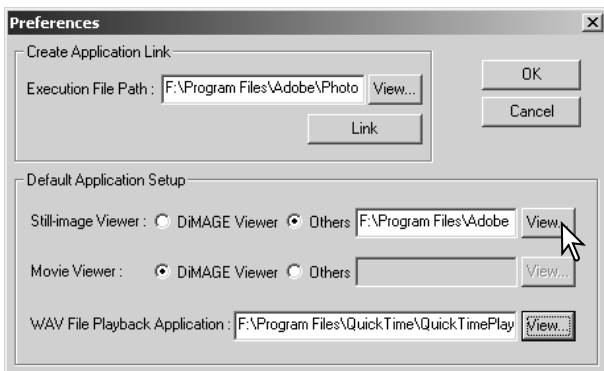 Preferences
Create Application Link
Execution File Path : F:\Program Files\Adobe\Photo View...
Link
OK
Cancel
Default Application Setup
Still-image Viewer : DiMAGE Viewer Others F:\Program Files\Adobe View...
Movie Viewer : DiMAGE Viewer Others View...
WAV File Playback Application : F:\Program Files\QuickTime\QuickTimePlay View...